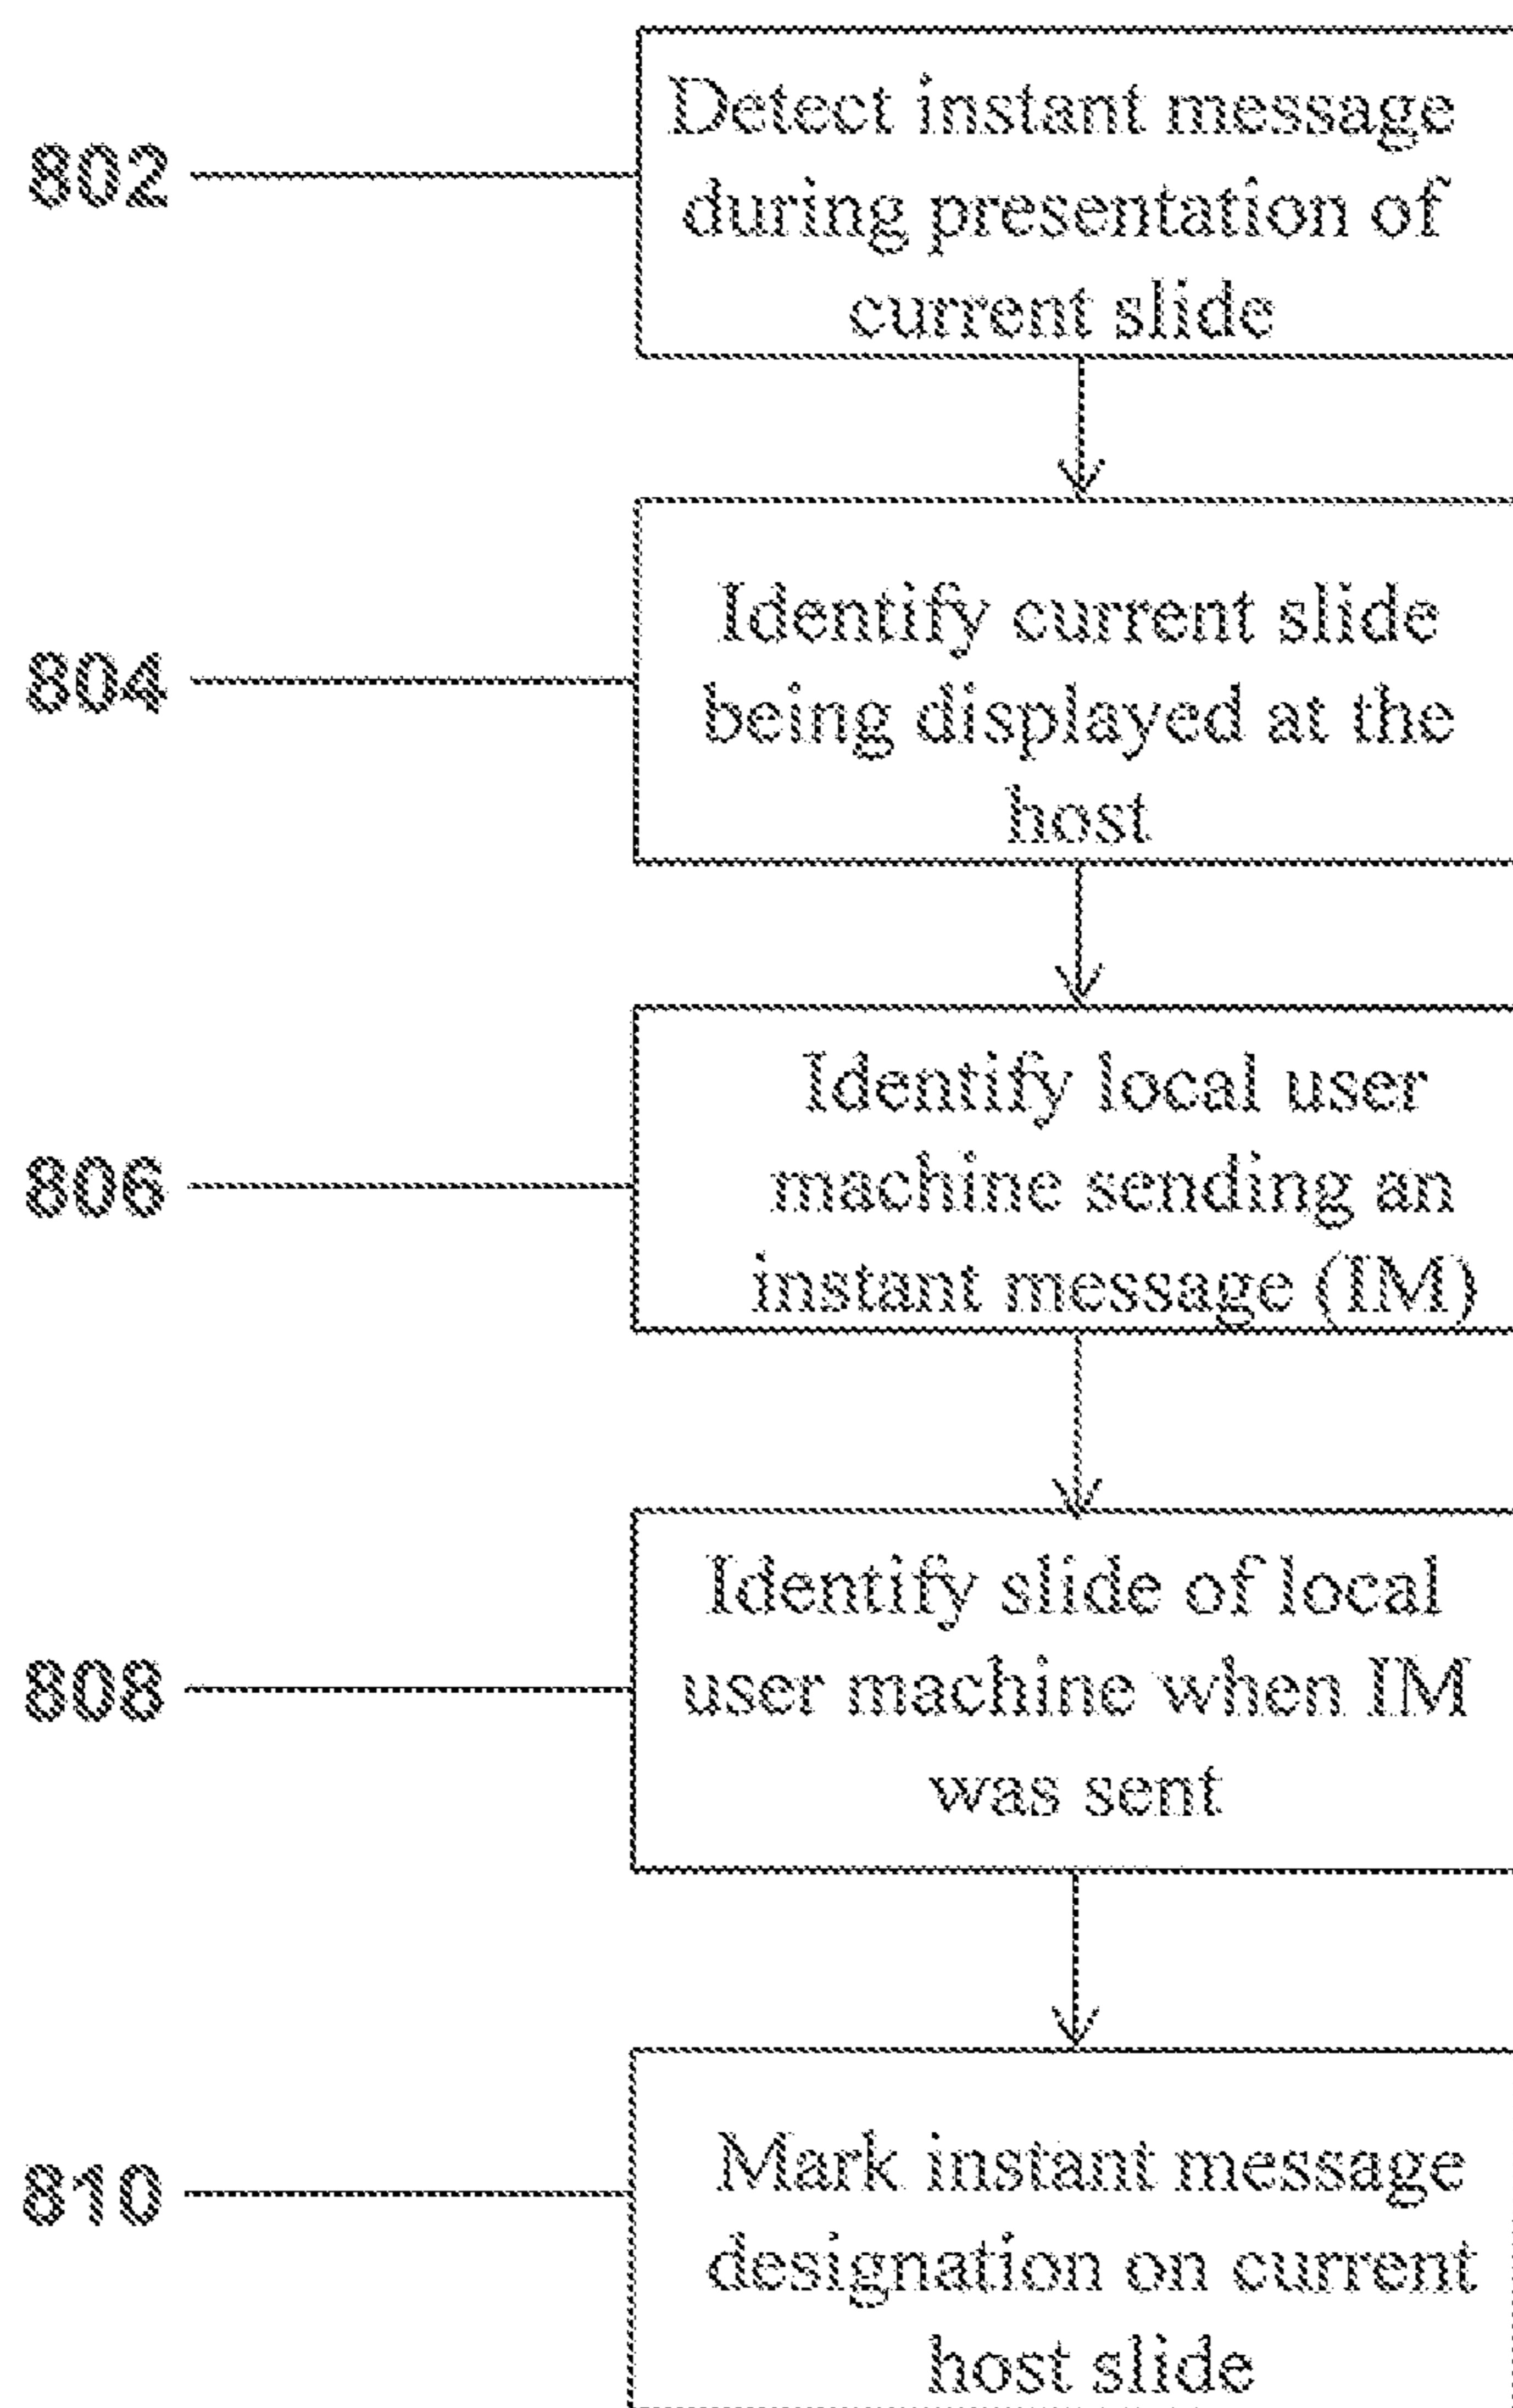 Detect instant message
802
during presentation of
current slide
Identify current slide
804
being displayed at the
host
Identify local user
806
machine sending an
instant message (IM)
Identify slide of local
808
user machine when IM
was sent
Mark instant message
810
designation on current
host slide